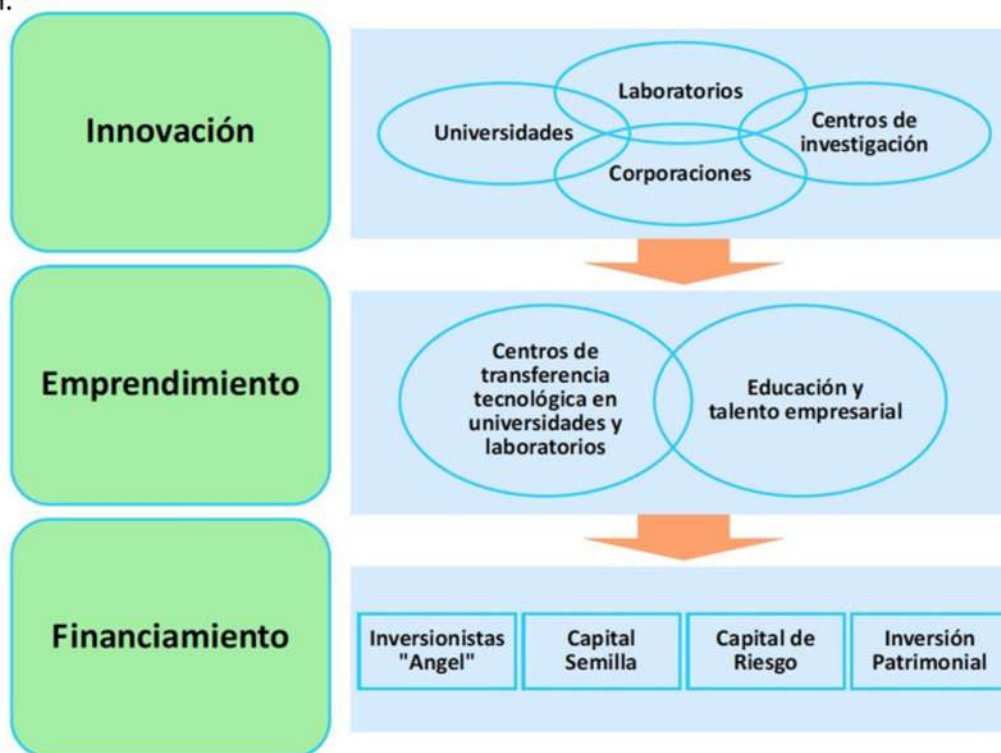 Innovación
Laboratorios
Universidades
Centros de
investigación
Corporaciones
Emprendimiento
Centros de
transferencia
tecnológica en
universidades y
laboratorios
Educación y
talento empresarial
Financiamiento
Inversionistas
"Angel"
Capital
Semilla
Capital de
Riesgo
Inversión
Patrimonial